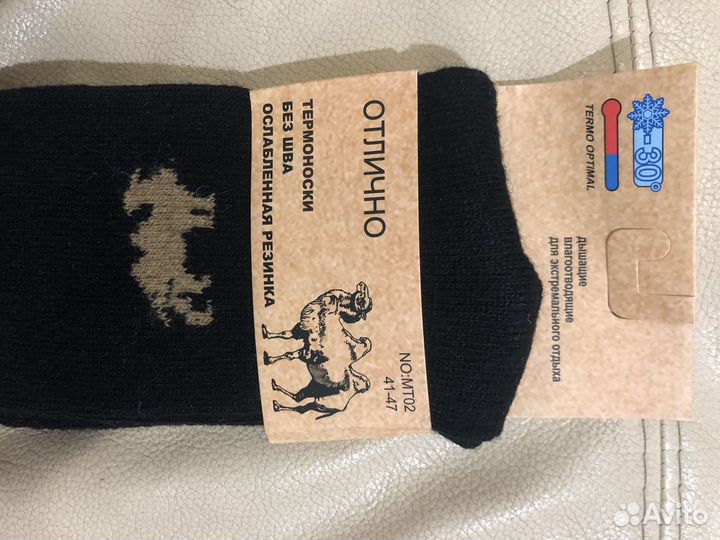 -30°
TERMO OPTIMAL
дышащие
влагоотводящие
для экстремального отдыха
ОТЛИЧНО
ТЕРМОНОСКИ
БЕЗ ШВА
ОСЛАБЛЕННАЯ РЕЗИНКА
NO:MT02
41-47
Avito